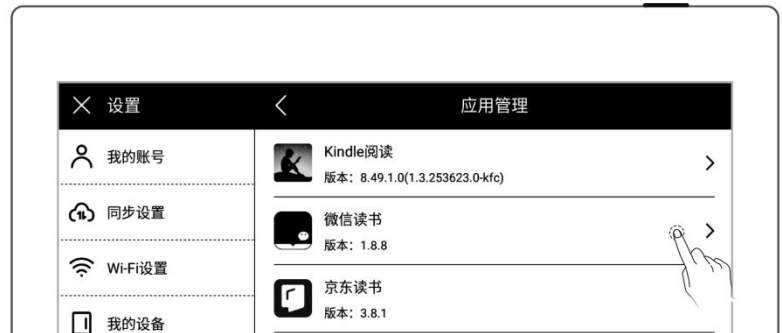 设置
应用管理
我的账号
同步设置
Wi-Fi设置
我的设备
Kindle阅读
版本：8.49.1.0(1.3.253623.0-kfc)
微信读书
版本：1.8.8
京东读书
版本：3.8.1